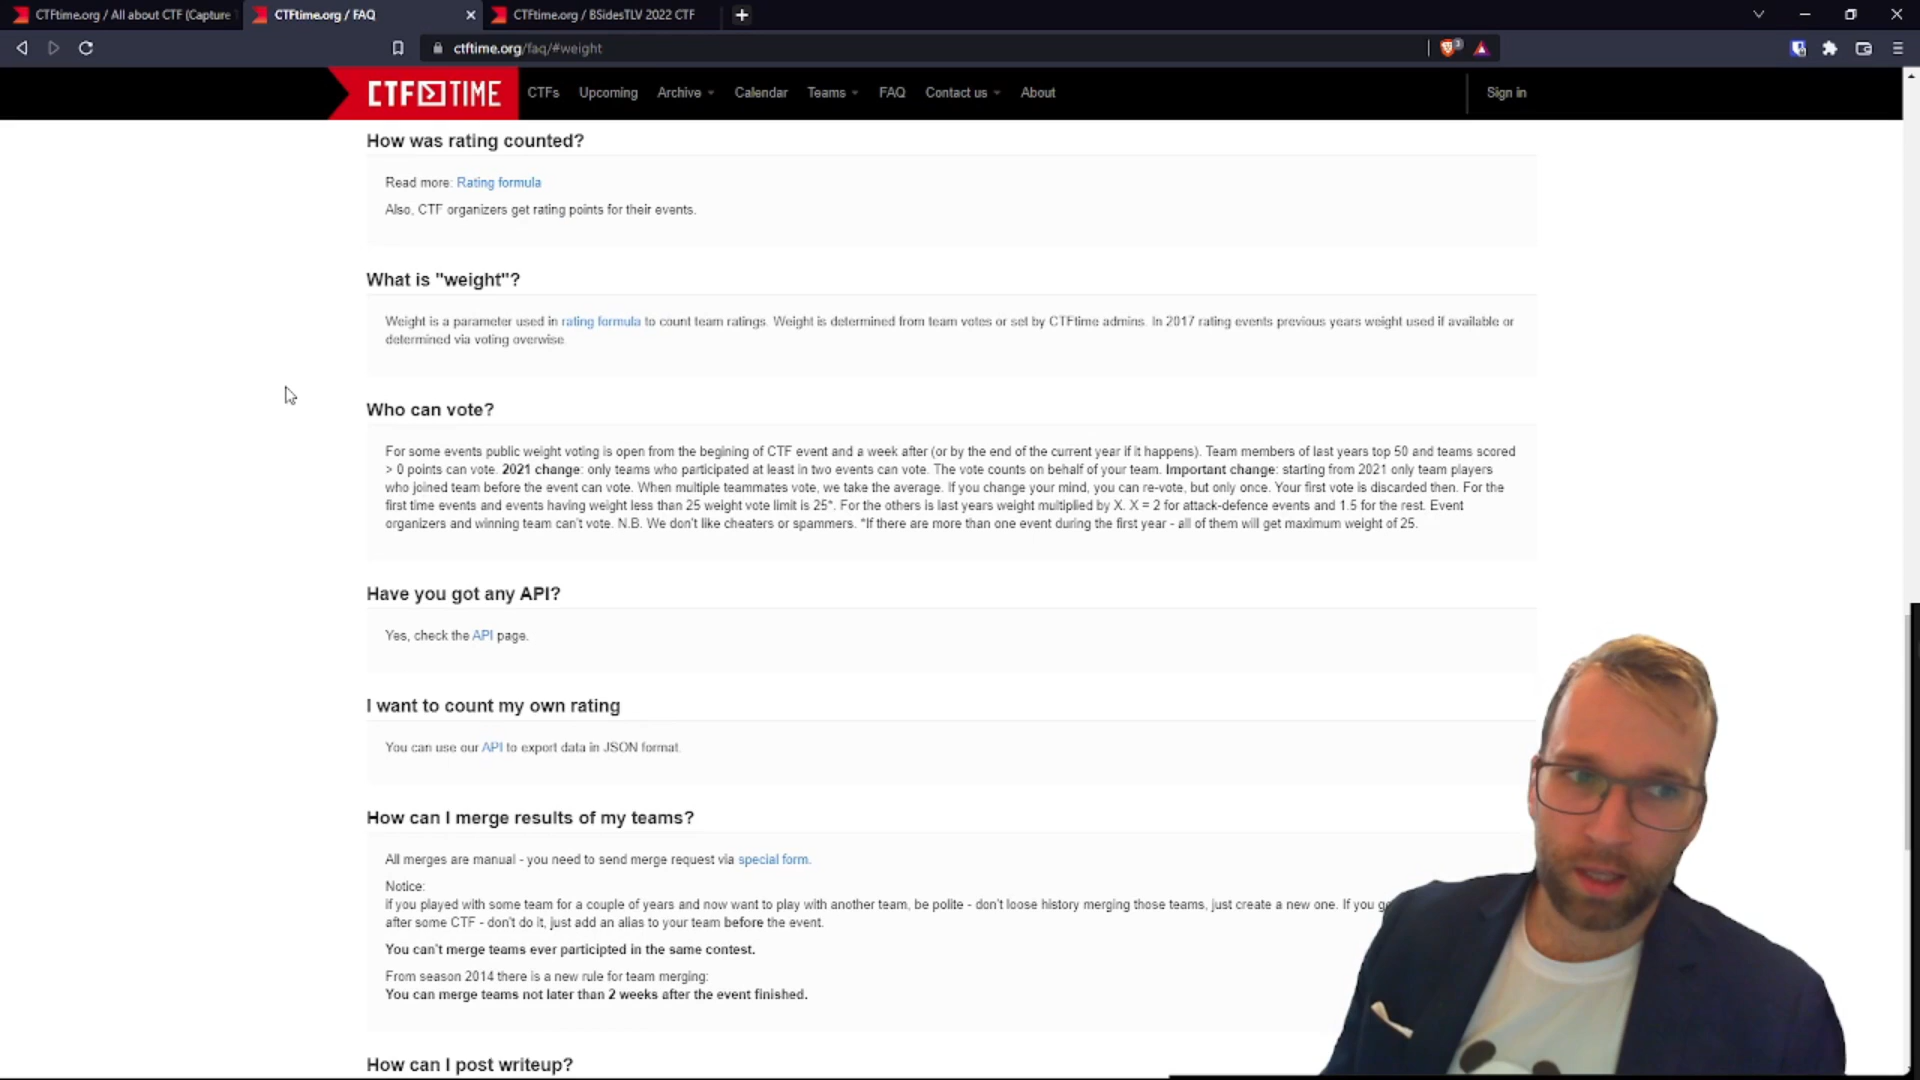 CTFtime.org / All about CTF (Capture
CTFtime.org / FAQ
CTFtime.org / BSidesTLV 2022 CTF
ctftime.org/faq/#weight
3
CTF TIME
CTFs
Upcoming
Archive
Calendar
Teams
FAQ
Contact us
About
Sign in
How was rating counted?
Read more: Rating formula
Also, CTF organizers get rating points for their events.
What is "weight"?
Weight is a parameter used in rating formula to count team ratings. Weight is determined from team votes or set by CTFtime admins. In 2017 rating events previous years weight used if available or
determined via voting overwise.
Who can vote?
For some events public weight voting is open from the begining of CTF event and a week after (or by the end of the current year if it happens). Team members of last years top 50 and teams scored
> 0 points can vote. 2021 change: only teams who participated at least in two events can vote. The vote counts on behalf of your team. Important change: starting from 2021 only team players
who joined team before the event can vote. When multiple teammates vote, we take the average. If you change your mind, you can re-vote, but only once. Your first vote is discarded then. For the
first time events and events having weight less than 25 weight vote limit is 25*. For the others is last years weight multiplied by X. X = 2 for attack-defence events and 1.5 for the rest. Event
organizers and winning team can't vote. N.B. We don't like cheaters or spammers. *If there are more than one event during the first year - all of them will get maximum weight of 25.
Have you got any API?
Yes, check the API page.
I want to count my own rating
You can use our API to export data in JSON format.
How can I merge results of my teams?
All merges are manual - you need to send merge request via special form.
Notice:
If you played with some team for a couple of years and now want to play with another team, be polite - don't loose history merging those teams, just create a new one. If you
after some CTF - don't do it, just add an alias to your team before the event.
You can't merge teams ever participted in the same contest.
From season 2014 there is a new rule for team merging:
You can merge teams not later than 2 weeks after the event finished.
How can I post writeup?